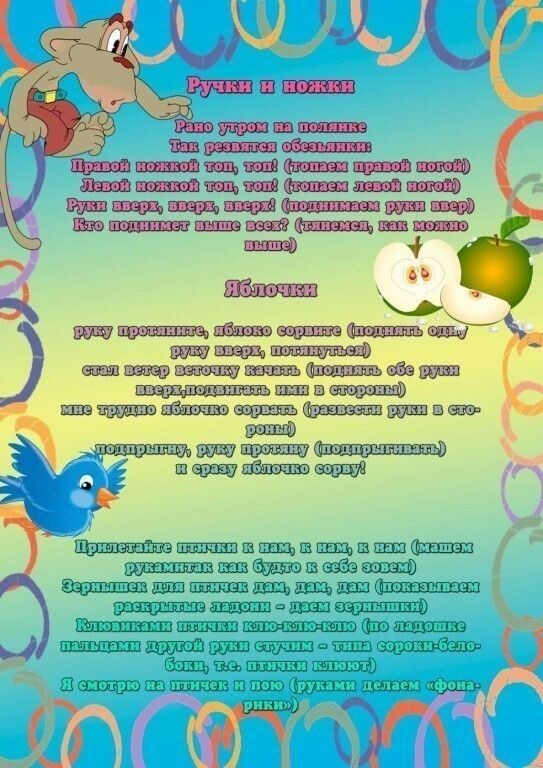 Ручки и ножки
Рано утром на полянке
Так резвятся обезьянки:
Правой ножкой топ, топ! (топаем правой ногой)
Левой ножкой топ, топ! (топаем левой ногой)
Руки вверх, вверх, вверх! (поднимаем руки ввер)
Кто поднимет выше всех? (тянемся, как можно
выше)
Яблочки
руку протяните, яблоко сорвите (поднять одну
руку вверх, потянуться)
стал ветер веточку качать (поднять обе руки
вверх,подвигать ими в стороны)
мне трудно яблочко сорвать (развести руки в сто-
роны)
подпрыгну, руку протяну (подпрыгивать)
и сразу яблочко сорву!
Прилетайте птички к нам, к нам, к нам (машем
рукамитак как будто к себе зовем)
Зернышек для птичек дам, дам, дам (показываем
раскрытые ладони – даем зернышки)
Клювиками птички клю-клю-клю (по ладошке
пальцами другой руки стучим – типа сороки-бело-
боки, т.е. птички клюют)
Я смотрю на птичек и пою (руками делаем «фона-
рики»)